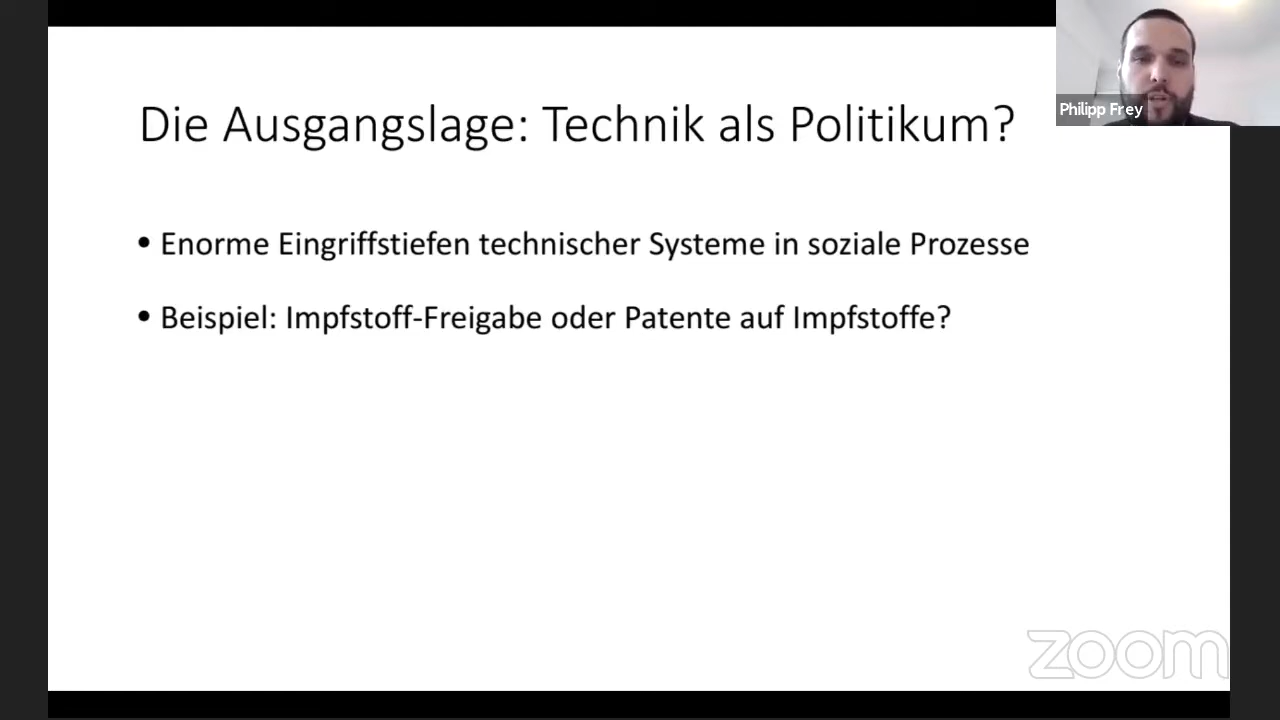 Die Ausgangslage: Technik als Politikum?
Philipp Frey
• Enorme Eingriffstiefen technischer Systeme in soziale Prozesse
• Beispiel: Impfstoff-Freigabe oder Patente auf Impfstoffe?
zoom